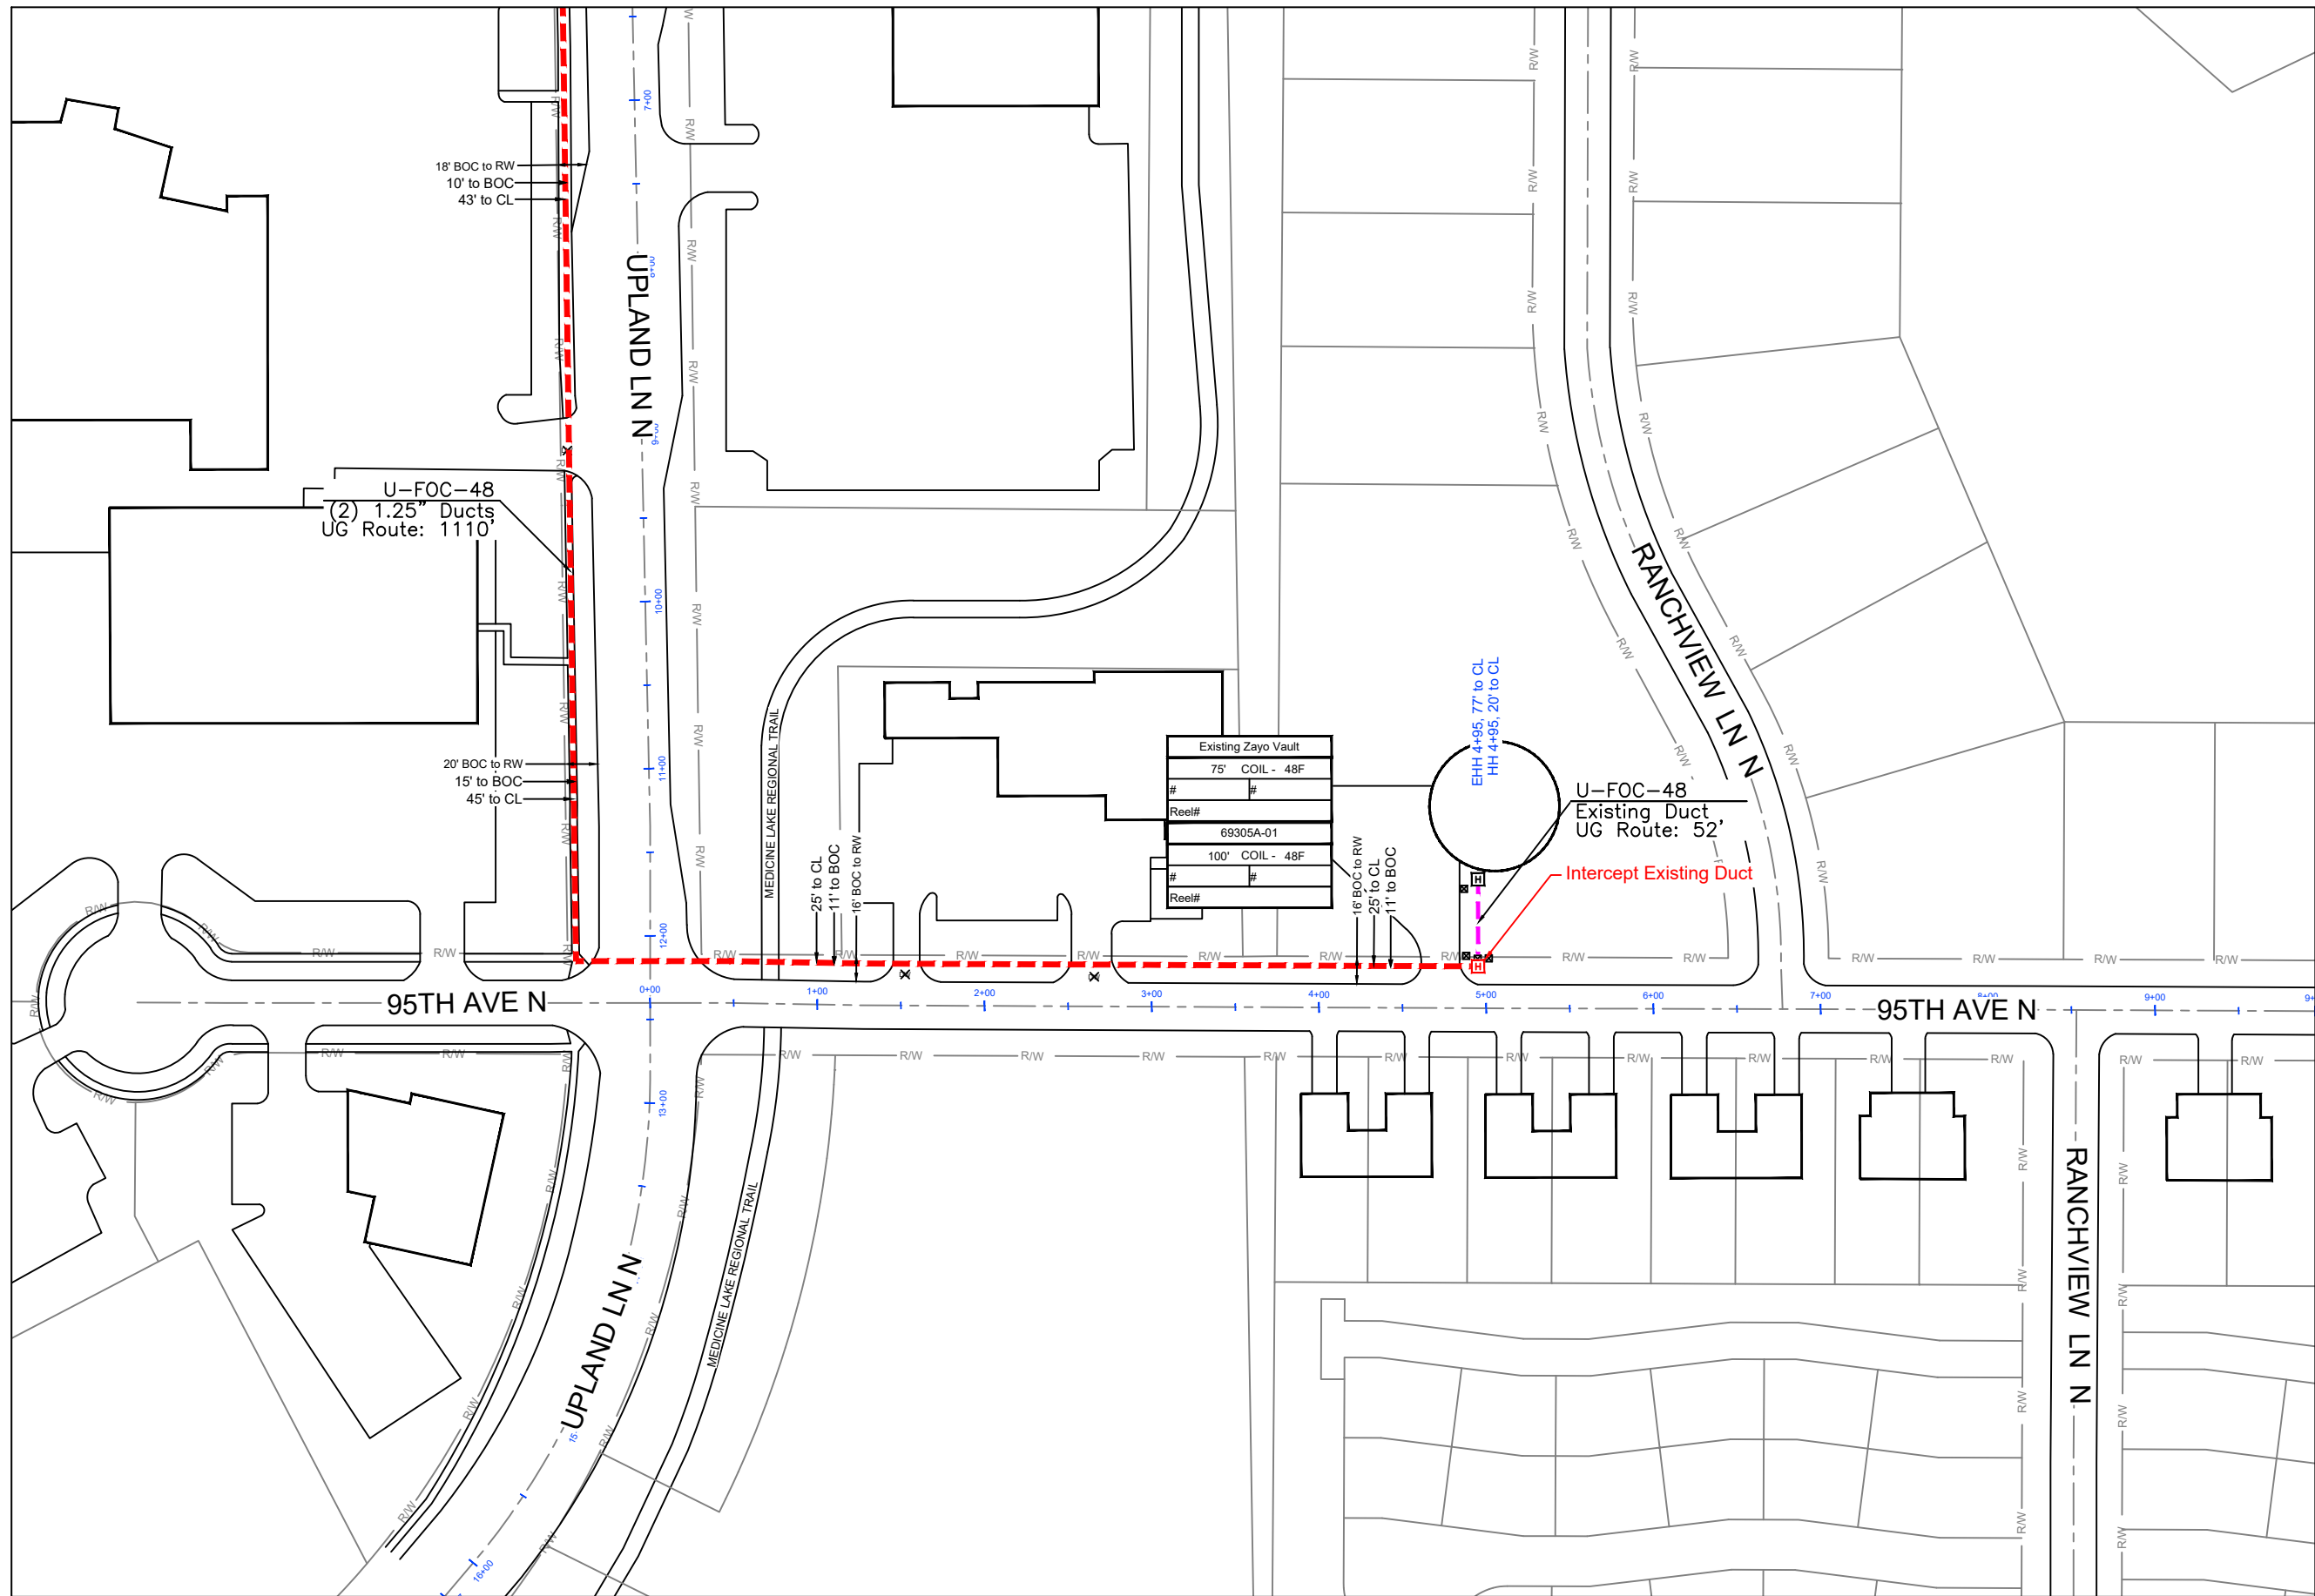 18' BOC to RW
10' to BOC
43' to CL
7+00
UPLAND LN N
U-FOC-48
(2) 1.25" Ducts
UG Route: 1110'
10+00
20' BOC to RW
15' to BOC
45' to CL
11+00
12+00
MEDICINE LAKE REGIONAL TRAIL
25' to CL
11' to BOC
16' BOC to RW
Existing Zayo Vault
75' COIL - 48F
# #
Reel#
69305A-01
100' COIL - 48F
# #
Reel#
16' BOC to RW
25' to CL
11' to BOC
EHH 4+95, 77' to CL
HH 4+95, 20' to CL
U-FOC-48
Existing Duct
UG Route: 52'
Intercept Existing Duct
H
H
RANCHVIEW LN N
R/W
95TH AVE N
0+00
1+00
2+00
3+00
4+00
5+00
6+00
7+00
95TH AVE N
9+00
13+00
UPLAND LN N
MEDICINE LAKE REGIONAL TRAIL
16+00
RANCHVIEW LN N